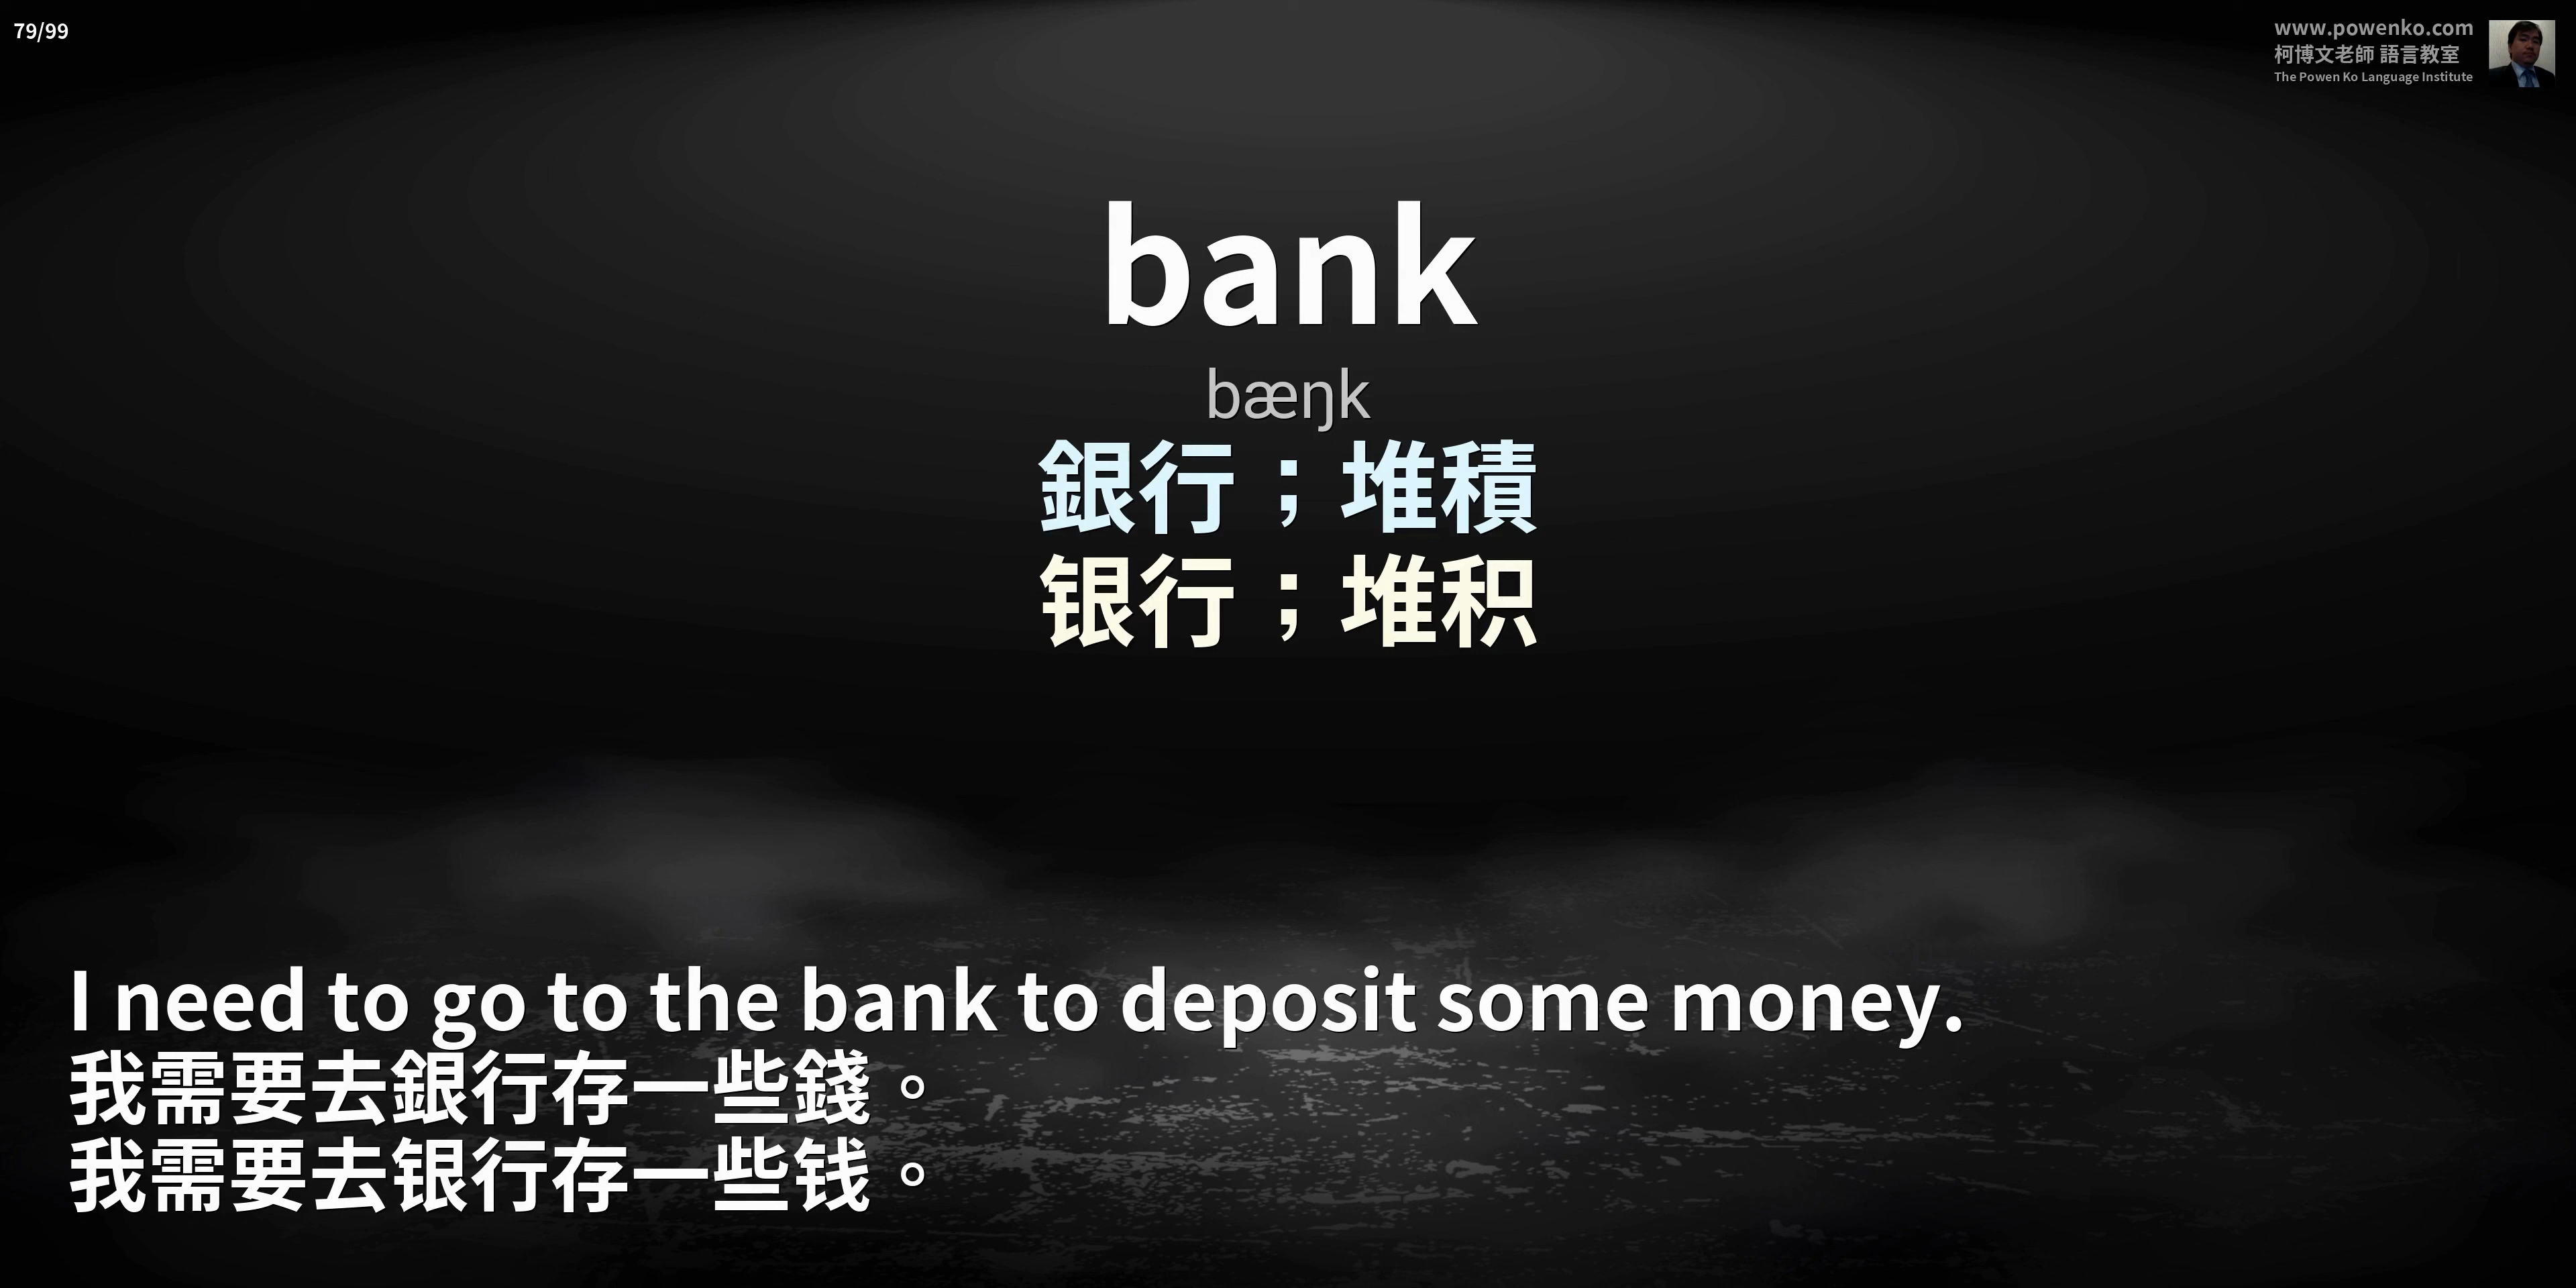 79/99
www.powenko.com
柯博文老師 語言教室
The Powen Ko Language Institute
bank
bæŋk
銀行；堆積
银行；堆积
I need to go to the bank to deposit some money.
我需要去銀行存一些錢。
我需要去银行存一些钱。